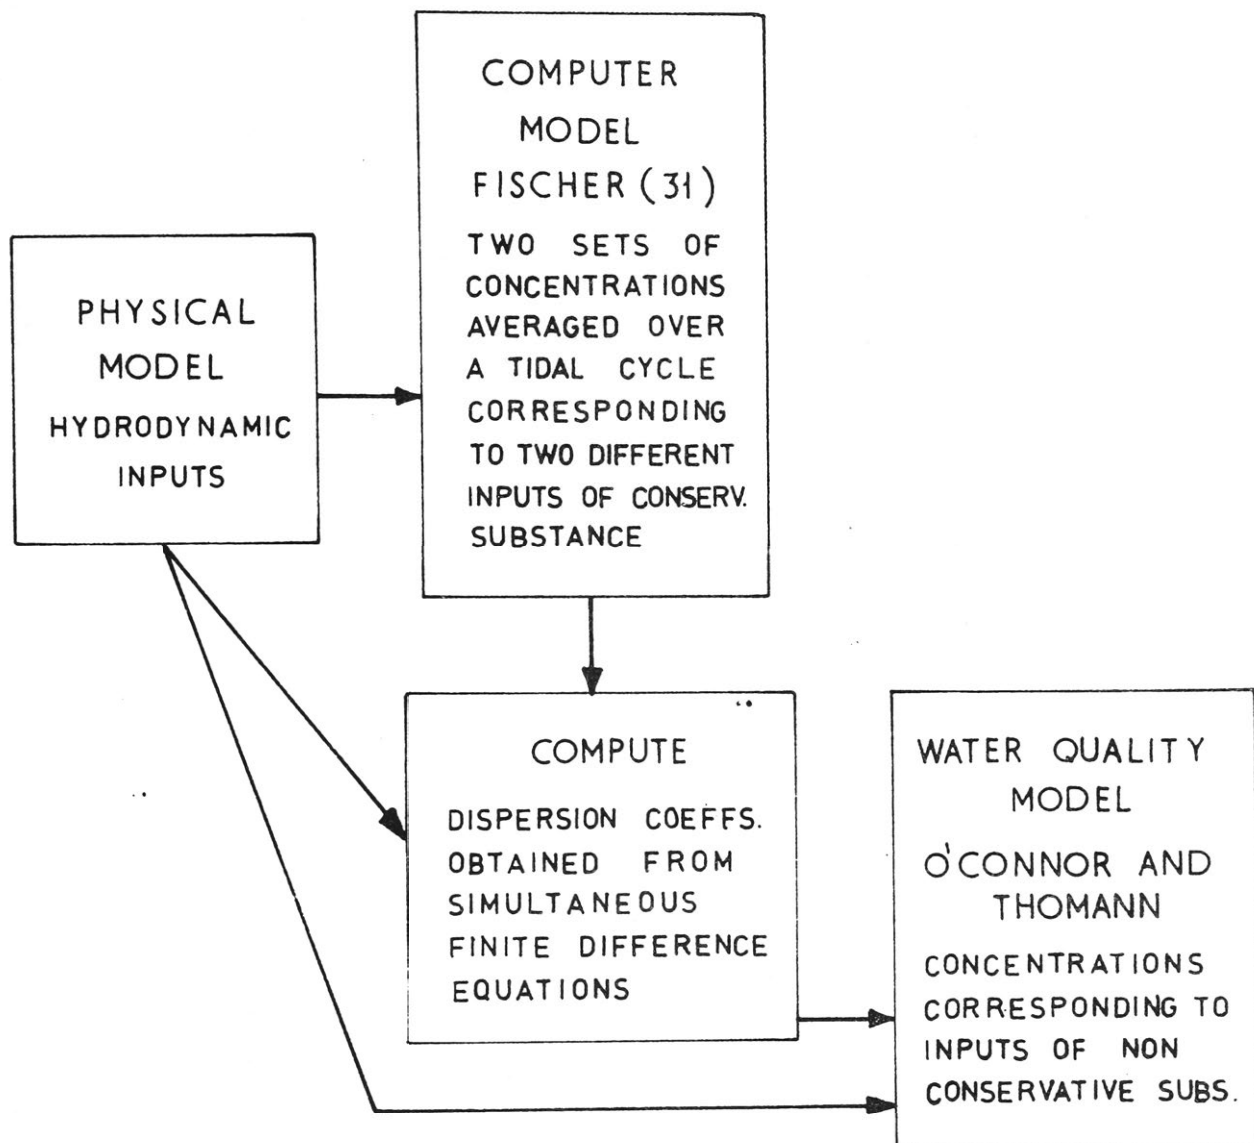 PHYSICAL
MODEL
HYDRODYNAMIC
INPUTS
COMPUTER
MODEL
FISCHER (31)
TWO SETS OF
CONCENTRATIONS
AVERAGED OVER
A TIDAL CYCLE
CORRESPONDING
TO TWO DIFFERENT
INPUTS OF CONSERV.
SUBSTANCE
COMPUTE
DISPERSION COEFFS.
OBTAINED FROM
SIMULTANEOUS
FINITE DIFFERENCE
EQUATIONS
WATER QUALITY
MODEL
O'CONNOR AND
THOMANN
CONCENTRATIONS
CORRESPONDING TO
INPUTS OF NON
CONSERVATIVE SUBS.